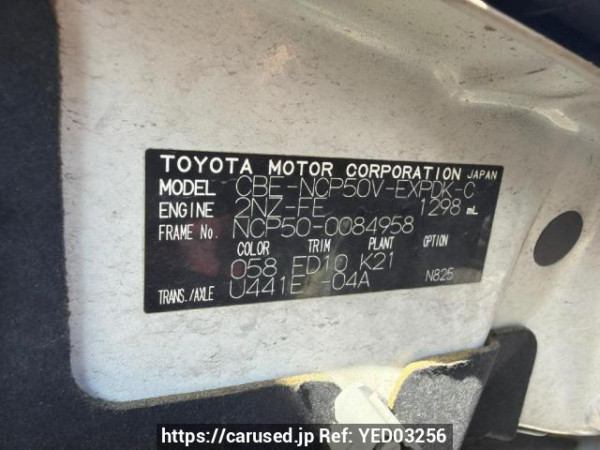 TOYOTA MOTOR CORPORATION JAPAN
MODEL CBE-NCP50V-EXPDK-C
ENGINE 2NZ-FE 1298 mL
FRAME No. NCP50-0084958
COLOR TRIM PLANT OPTION
058 ED10 K21 N825
TRANS./AXLE U441E -04A
https://carused.jp Ref: YED03256